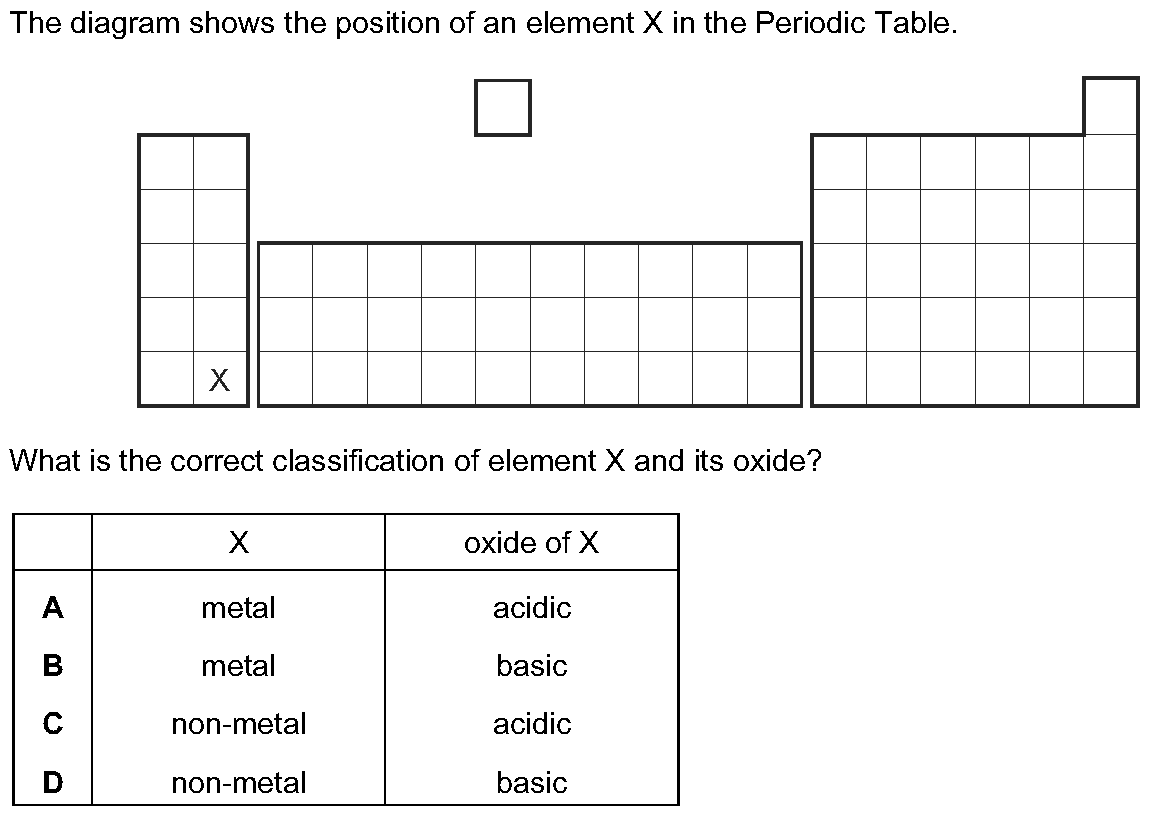 The diagram shows the position of an element X in the Periodic Table.
X
What is the correct classification of element X and its oxide?
X oxide of X
A metal acidic
B metal basic
C non-metal acidic
D non-metal basic